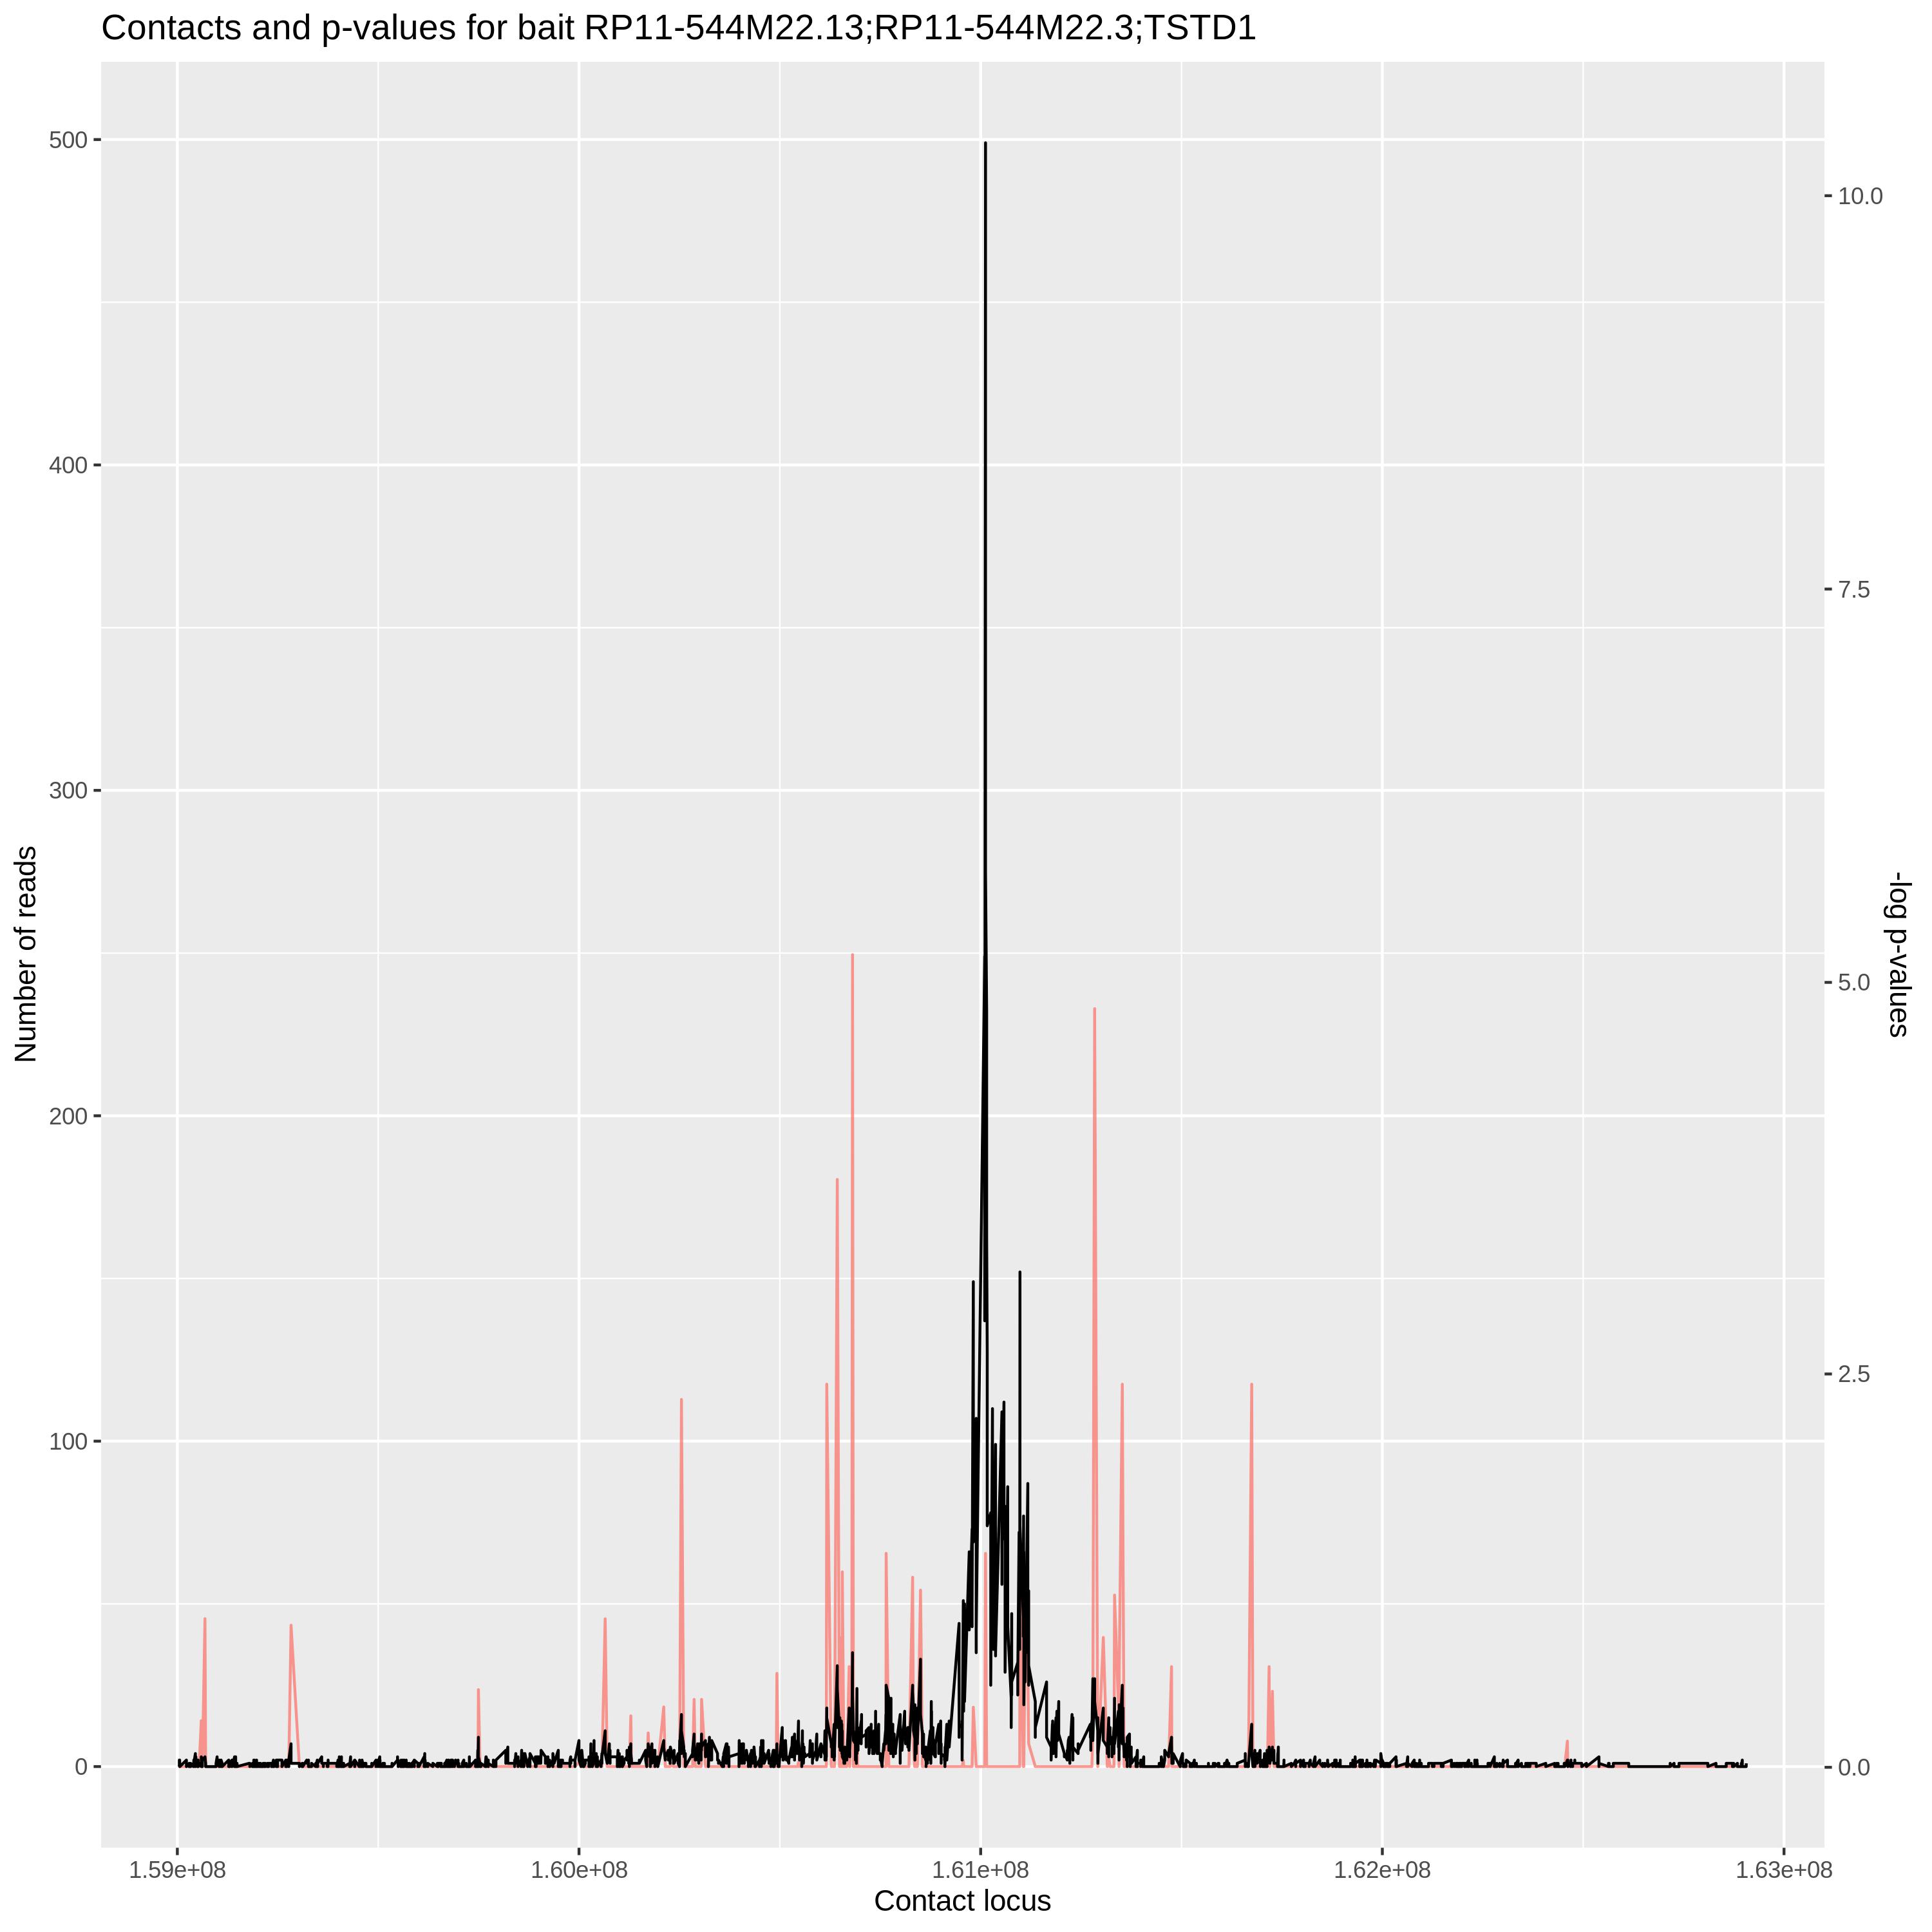 Contacts and p-values for bait RP11-544M22.13;RP11-544M22.3;TSTD1
500
400
300
200
100
0
Number of reads
10.0
7.5
5.0
2.5
0.0
-log p-values
1.59e+08 1.60e+08 1.61e+08 1.62e+08 1.63e+08
Contact locus